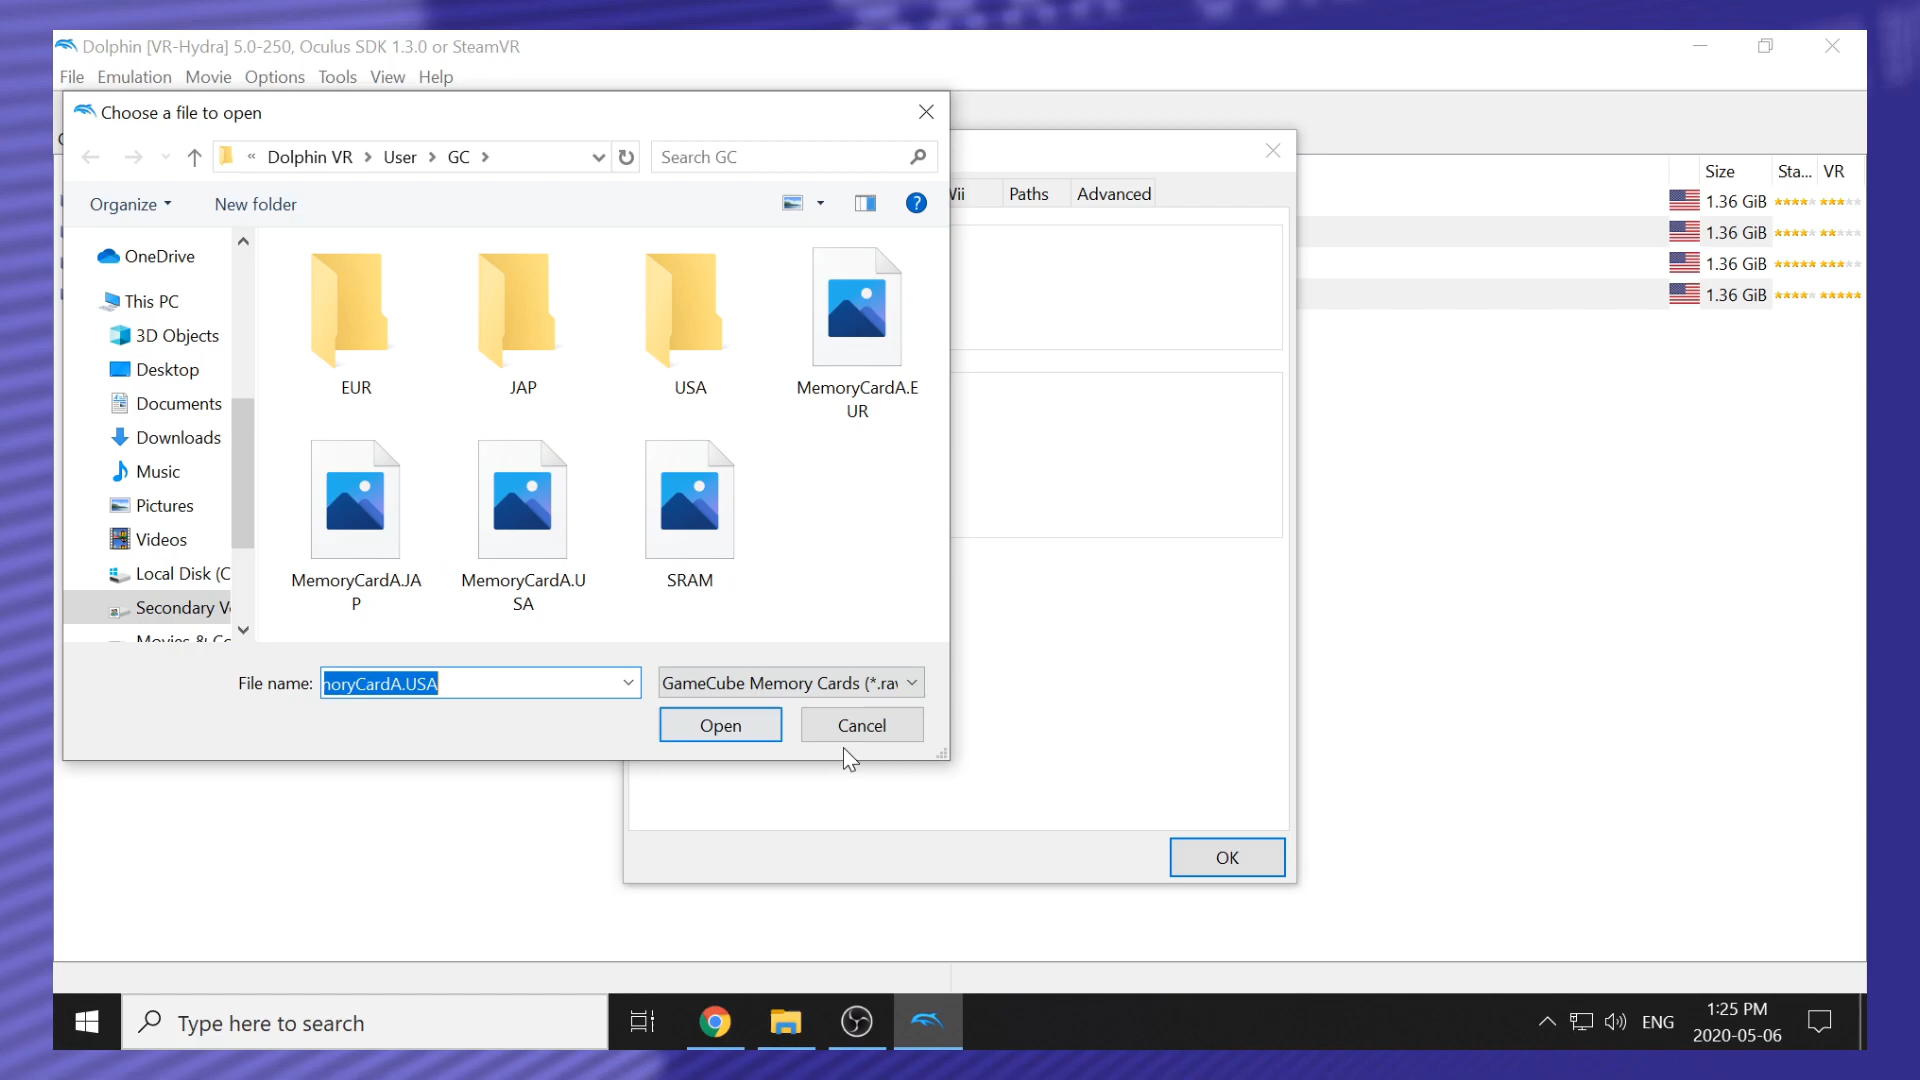 Dolphin [VR-Hydra] 5.0-250, Oculus SDK 1.3.0 or SteamVR
File Emulation Movie Options Tools View Help
Choose a file to open
« Dolphin VR > User > GC >
Search GC
Organize
New folder
OneDrive
This PC
3D Objects
Desktop
Documents
Downloads
Music
Pictures
Videos
Local Disk (C
Secondary V
Movies & Co
EUR
JAP
USA
MemoryCardA.E
UR
MemoryCardA.JA
P
MemoryCardA.U
SA
SRAM
File name:
noryCardA.USA
GameCube Memory Cards (*.rav
Open
Cancel
Wii
Paths
Advanced
OK
Size Sta... VR
1.36 GiB
1.36 GiB
1.36 GiB
1.36 GiB
Type here to search
ENG
1:25 PM
2020-05-06